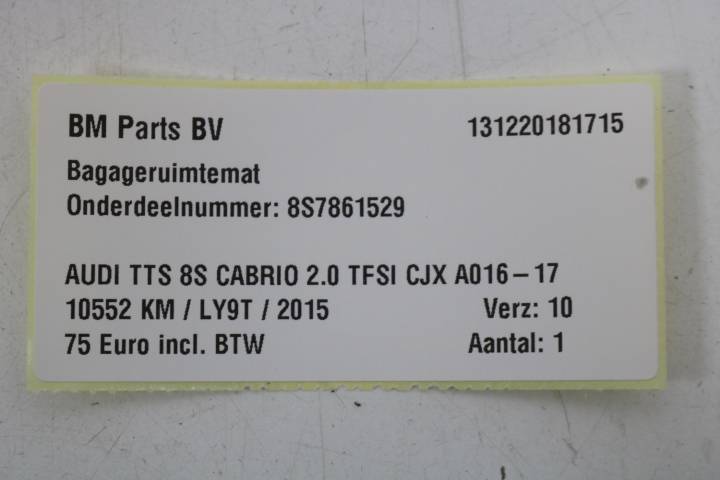 BM Parts BV 131220181715
Bagageruimtemat
Onderdeelnummer: 8S7861529
AUDI TTS 8S CABRIO 2.0 TFSI CJX A016-17
10552 KM / LY9T / 2015 Verz: 10
75 Euro incl. BTW Aantal: 1